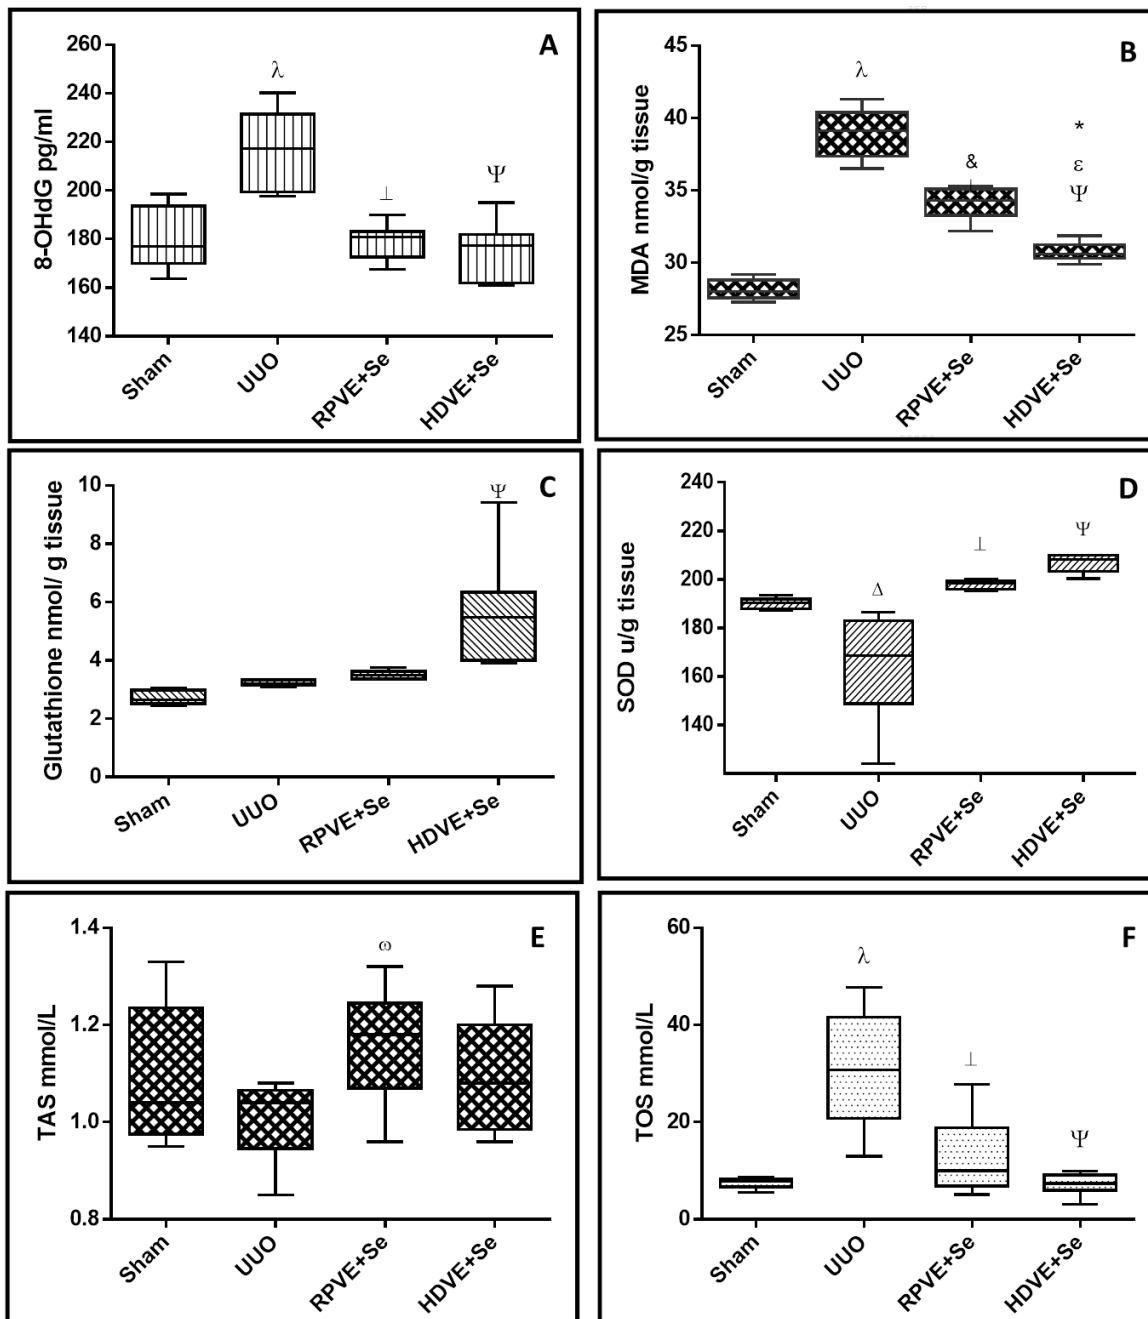 A
8-OHdG pg/ml
260
240
220
200
180
160
140
λ
⊥
Ψ
Sham
UUO
RPVE+Se
HDVE+Se
B
MDA nmol/g tissue
45
40
35
30
25
λ
&
⊥
*
ε
Ψ
Sham
UUO
RPVE+Se
HDVE+Se
C
Glutathione nmol/ g tissue
10
8
6
4
2
0
Ψ
Sham
UUO
RPVE+Se
HDVE+Se
D
SOD u/g tissue
240
220
200
180
160
140
Δ
⊥
Ψ
Sham
UUO
RPVE+Se
HDVE+Se
E
TAS mmol/L
1.4
1.2
1.0
0.8
ω
Sham
UUO
RPVE+Se
HDVE+Se
F
TOS mmol/L
60
40
20
0
λ
⊥
Ψ
Sham
UUO
RPVE+Se
HDVE+Se